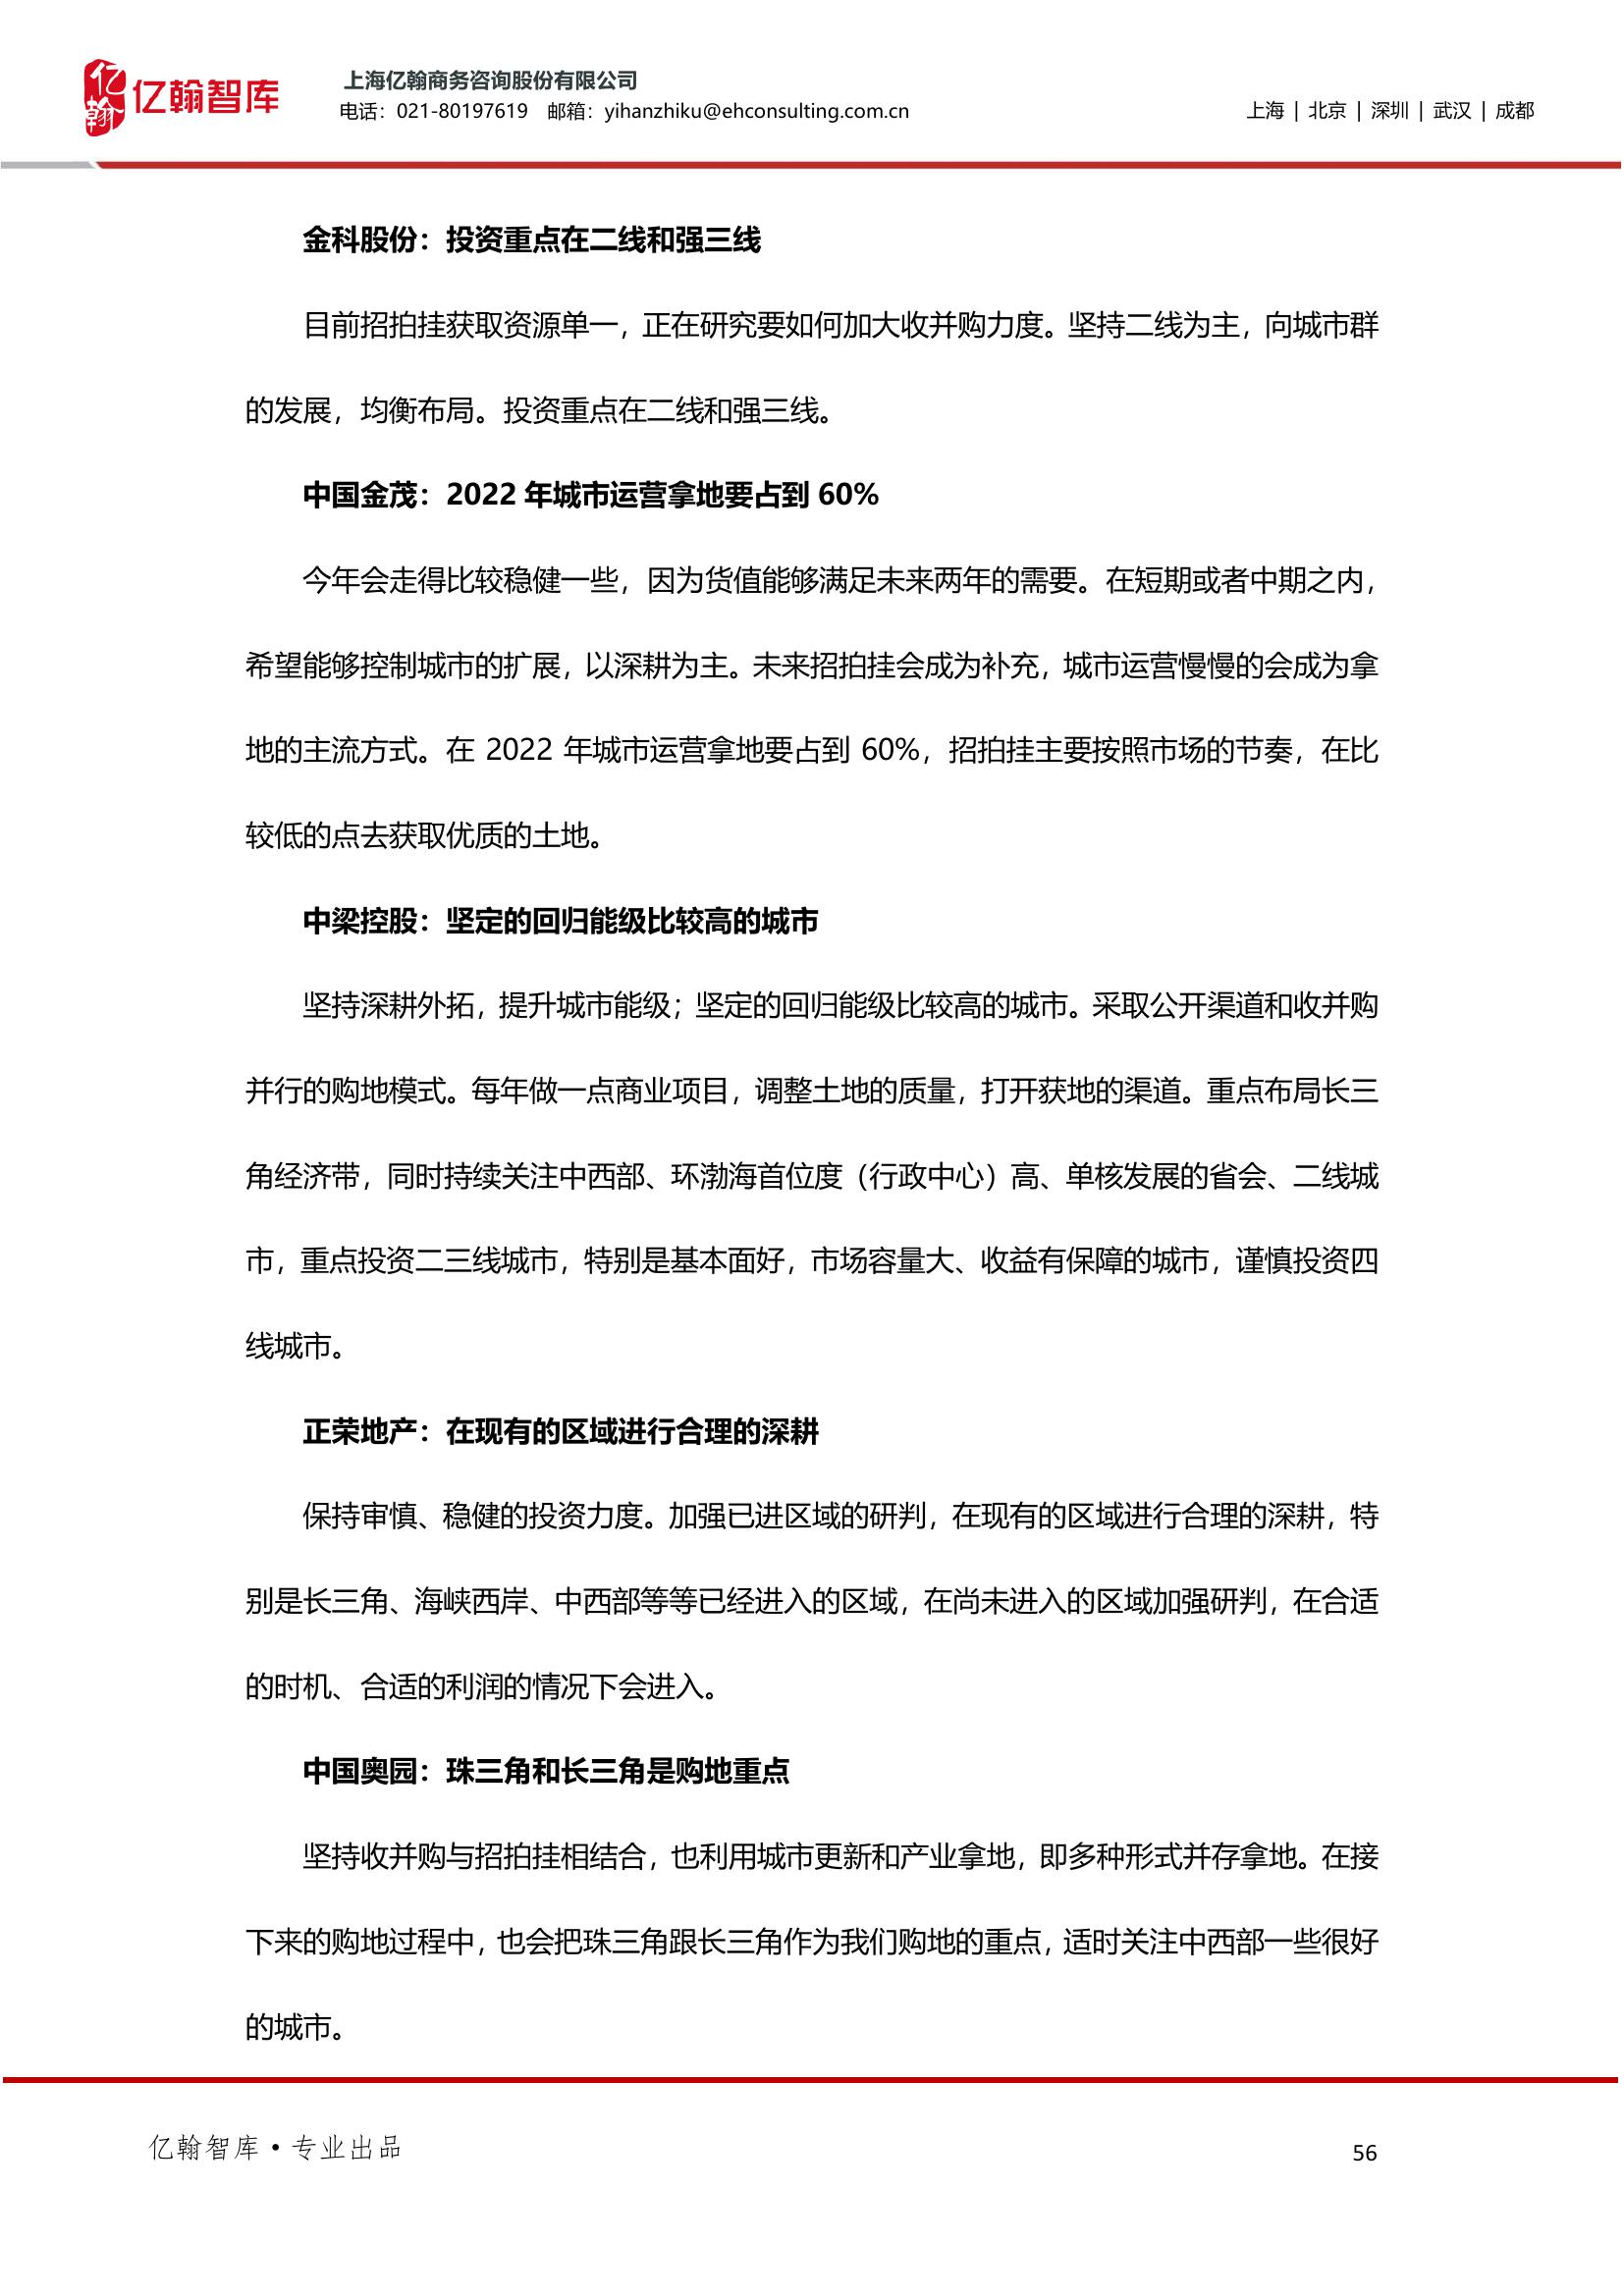 亿翰
亿翰智库
上海亿翰商务咨询股份有限公司
电话：021-80197619 邮箱：yihanzhiku@ehconsulting.com.cn
上海 | 北京 | 深圳 | 武汉 | 成都
金科股份：投资重点在二线和强三线
目前招拍挂获取资源单一，正在研究要如何加大收并购力度。坚持二线为主，向城市群
的发展，均衡布局。投资重点在二线和强三线。
中国金茂：2022 年城市运营拿地要占到 60%
今年会走得比较稳健一些，因为货值能够满足未来两年的需要。在短期或者中期之内，
希望能够控制城市的扩展，以深耕为主。未来招拍挂会成为补充，城市运营慢慢的会成为拿
地的主流方式。在 2022 年城市运营拿地要占到 60%，招拍挂主要按照市场的节奏，在比
较低的点去获取优质的土地。
中梁控股：坚定的回归能级比较高的城市
坚持深耕外拓，提升城市能级；坚定的回归能级比较高的城市。采取公开渠道和收并购
并行的购地模式。每年做一点商业项目，调整土地的质量，打开获地的渠道。重点布局长三
角经济带，同时持续关注中西部、环渤海首位度（行政中心）高、单核发展的省会、二线城
市，重点投资二三线城市，特别是基本面好，市场容量大、收益有保障的城市，谨慎投资四
线城市。
正荣地产：在现有的区域进行合理的深耕
保持审慎、稳健的投资力度。加强已进区域的研判，在现有的区域进行合理的深耕，特
别是长三角、海峡西岸、中西部等等已经进入的区域，在尚未进入的区域加强研判，在合适
的时机、合适的利润的情况下会进入。
中国奥园：珠三角和长三角是购地重点
坚持收并购与招拍挂相结合，也利用城市更新和产业拿地，即多种形式并存拿地。在接
下来的购地过程中，也会把珠三角跟长三角作为我们购地的重点，适时关注中西部一些很好
的城市。
亿翰智库·专业出品
56